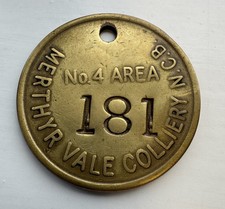 MERTHYR VALE COLLIERY N.C.B.
No. 4 AREA
181